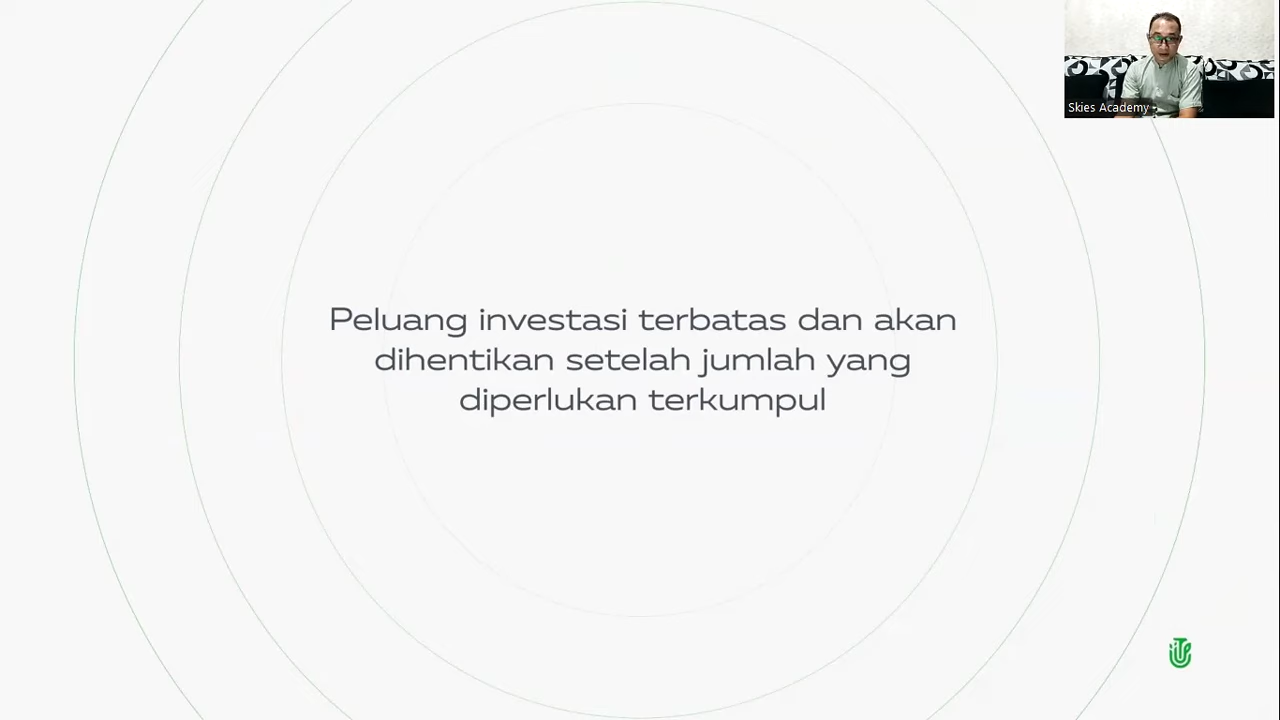 Skies Academy
Peluang investasi terbatas dan akan
dihentikan setelah jumlah yang
diperlukan terkumpul